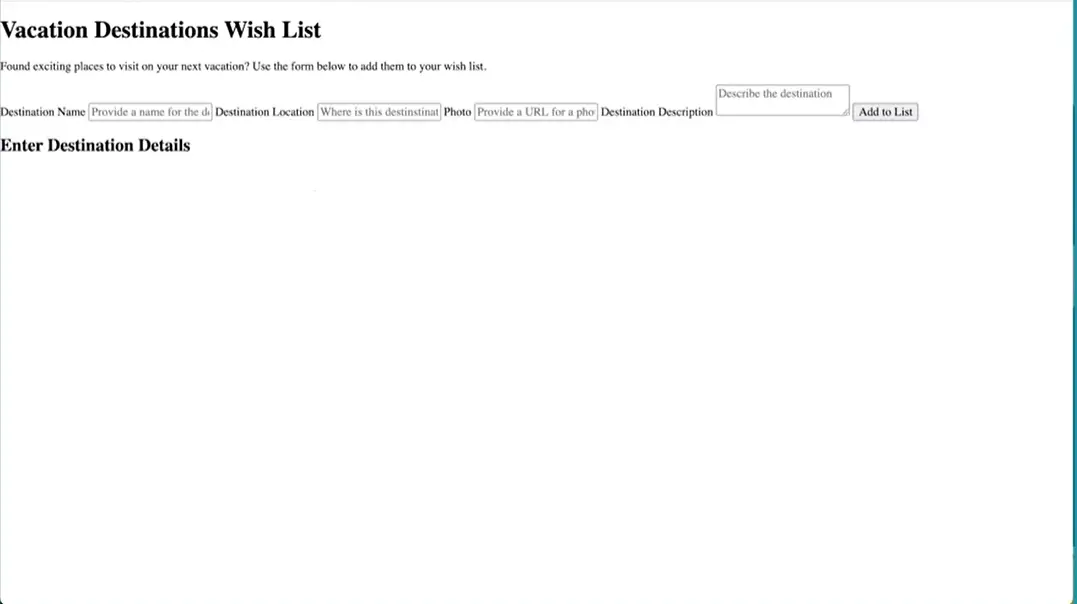 Vacation Destinations Wish List
Found exciting places to visit on your next vacation? Use the form below to add them to your wish list.
Destination Name Provide a name for the de Destination Location Where is this destinstinat Photo Provide a URL for a pho Destination Description Describe the destination Add to List
Enter Destination Details